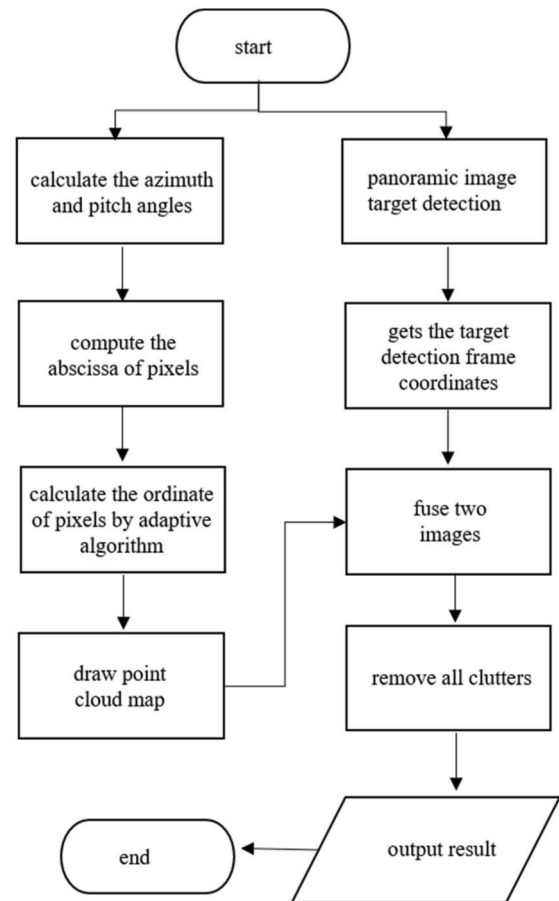 start
calculate the azimuth
and pitch angles
panoramic image
target detection
compute the
abscissa of pixels
gets the target
detection frame
coordinates
calculate the ordinate
of pixels by adaptive
algorithm
fuse two
images
draw point
cloud map
remove all clutters
output result
end